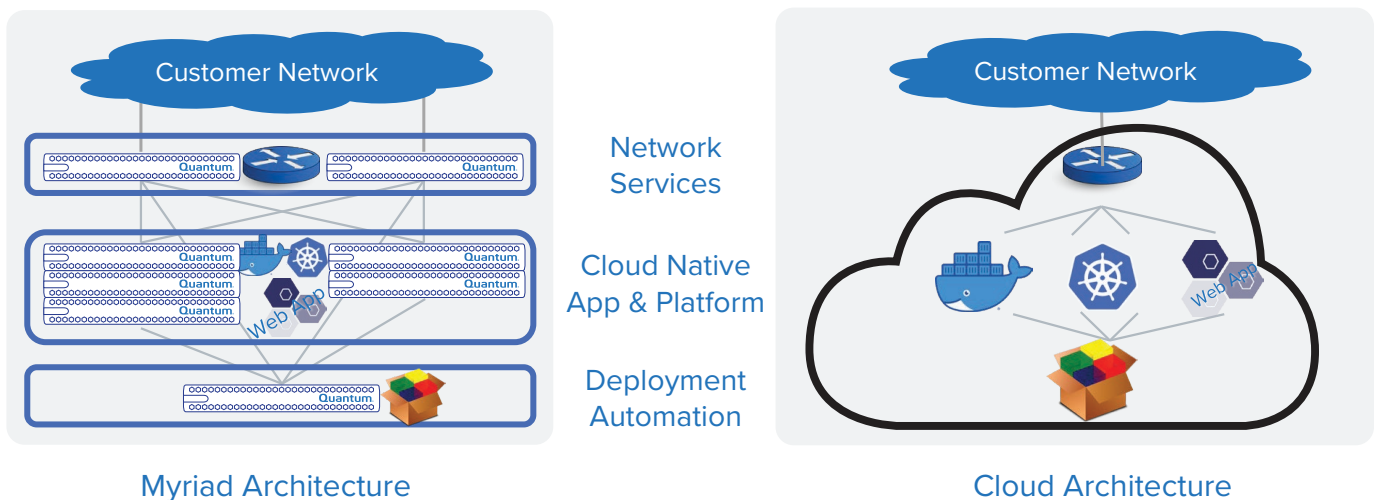 Customer Network
Quantum
Quantum
Quantum
Quantum
Quantum
Quantum
Quantum
Web App
Quantum
Myriad Architecture
Network
Services
Cloud Native
App & Platform
Deployment
Automation
Customer Network
Web App
Cloud Architecture